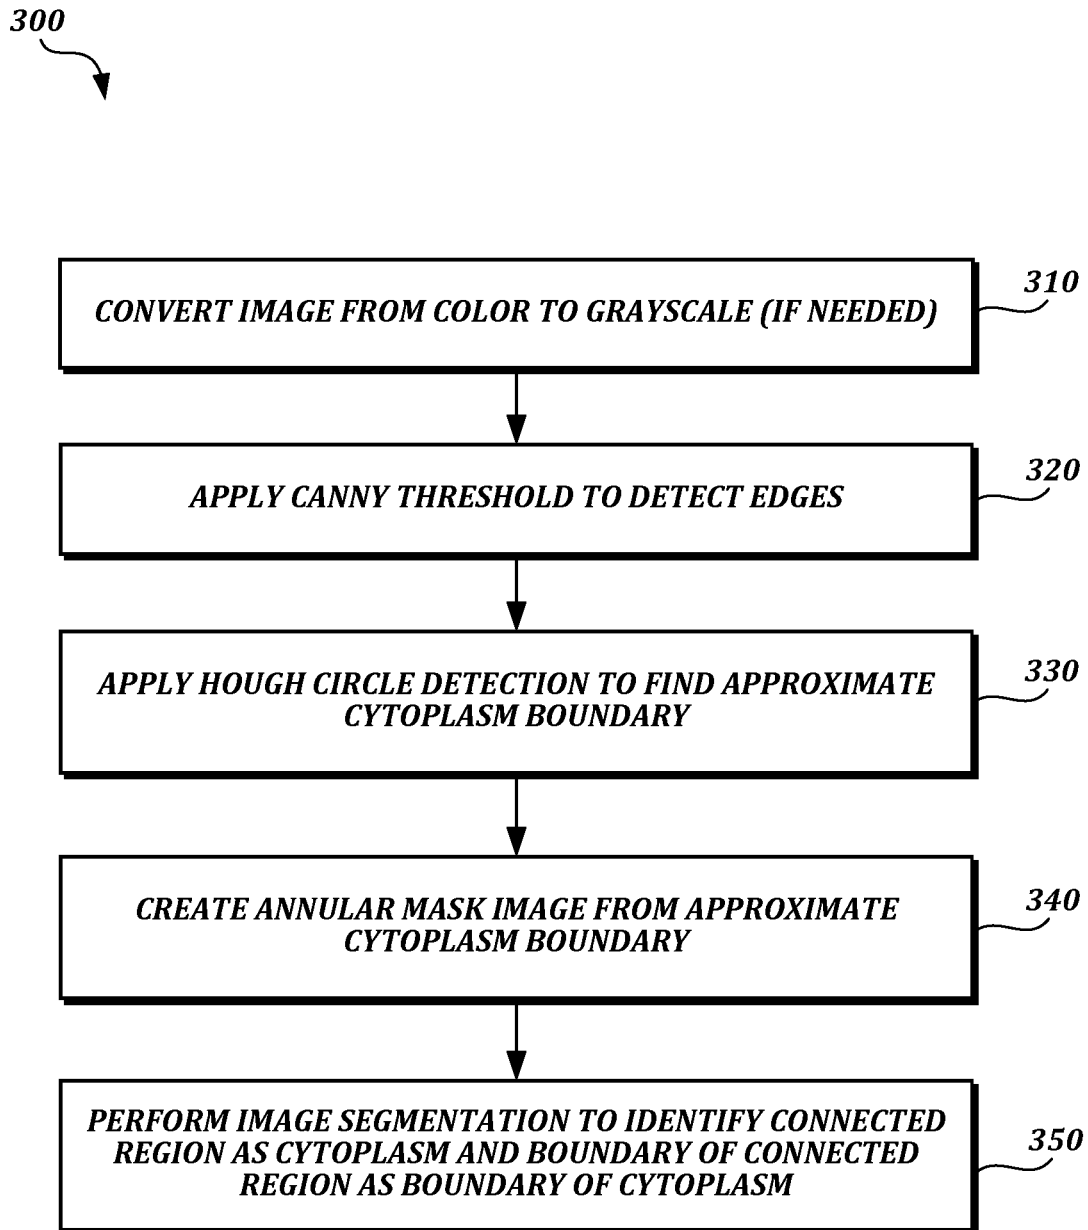 300
CONVERT IMAGE FROM COLOR TO GRAYSCALE (IF NEEDED)
310
APPLY CANNY THRESHOLD TO DETECT EDGES
320
APPLY HOUGH CIRCLE DETECTION TO FIND APPROXIMATE
CYTOPLASM BOUNDARY
330
CREATE ANNULAR MASK IMAGE FROM APPROXIMATE
CYTOPLASM BOUNDARY
340
PERFORM IMAGE SEGMENTATION TO IDENTIFY CONNECTED
REGION AS CYTOPLASM AND BOUNDARY OF CONNECTED
REGION AS BOUNDARY OF CYTOPLASM
350